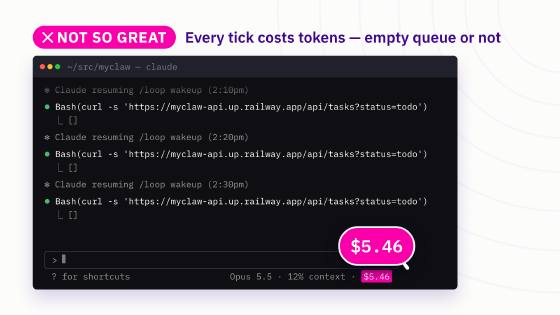 NOT SO GREAT Every tick costs tokens — empty queue or not
~/src/myclaw — claude
✻ Claude resuming /loop wakeup (2:10pm)
● Bash(curl -s 'https://myclaw-api.up.railway.app/api/tasks?status=todo')
⎿ []
✻ Claude resuming /loop wakeup (2:20pm)
● Bash(curl -s 'https://myclaw-api.up.railway.app/api/tasks?status=todo')
⎿ []
✻ Claude resuming /loop wakeup (2:30pm)
● Bash(curl -s 'https://myclaw-api.up.railway.app/api/tasks?status=todo')
⎿ []
$5.46
>
? for shortcuts Opus 5.5 · 12% context · $5.46